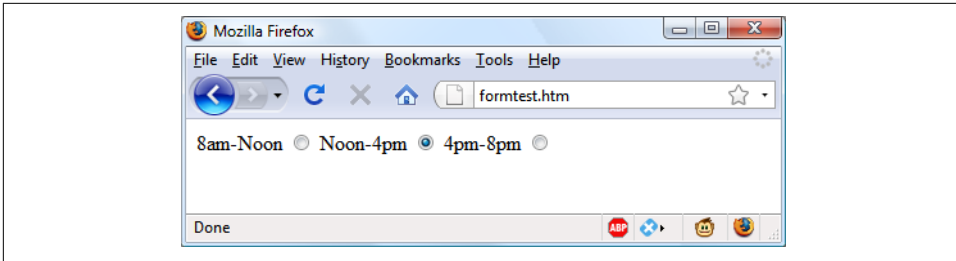 Mozilla Firefox
File Edit View History Bookmarks Tools Help
formtest.htm
8am-Noon Noon-4pm 4pm-8pm
Done ABP